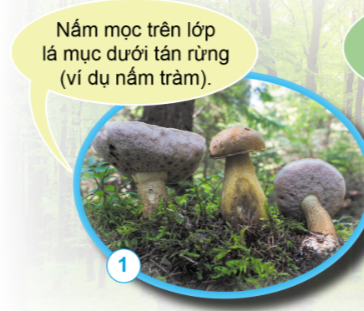 Nấm mọc trên lớp
lá mục dưới tán rừng
(ví dụ nấm tràm).
1